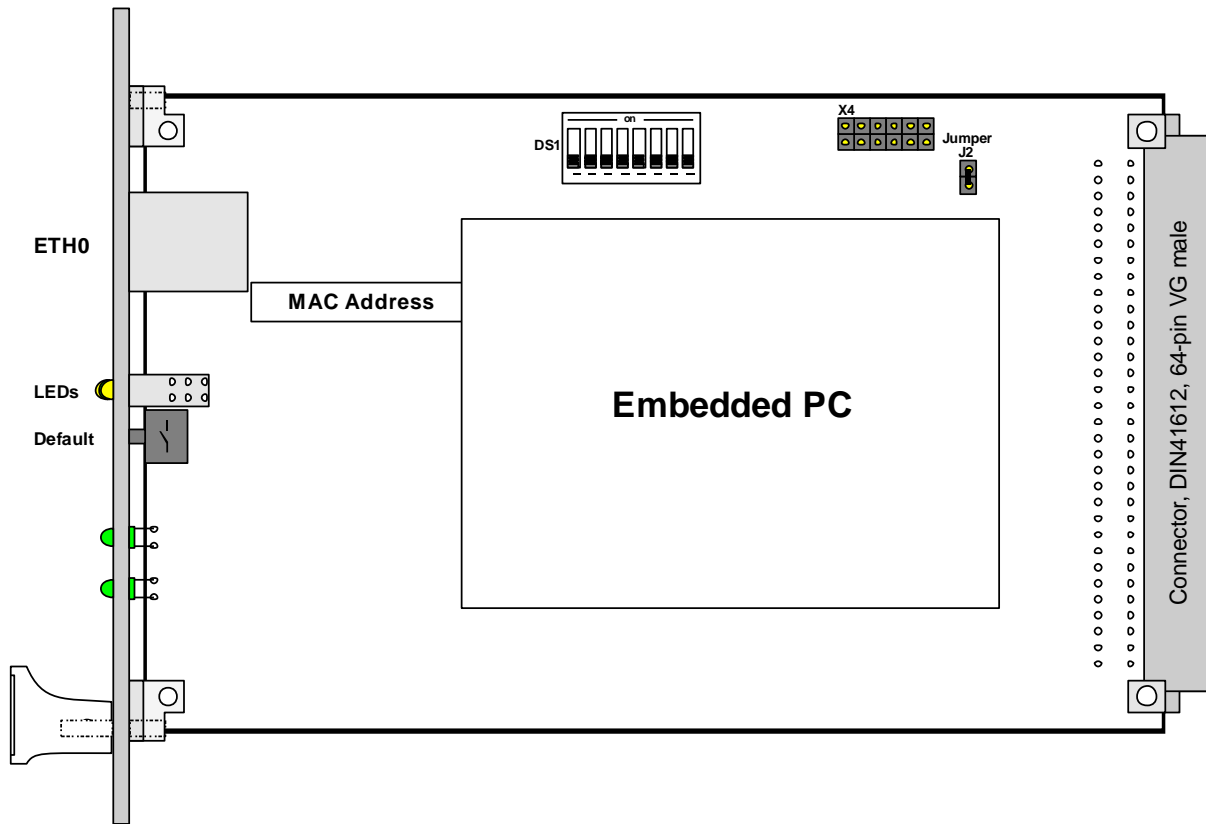 on
DS1
X4
Jumper
J2
ETH0
MAC Address
LEDs
Default
Embedded PC
Connector, DIN41612, 64-pin VG male